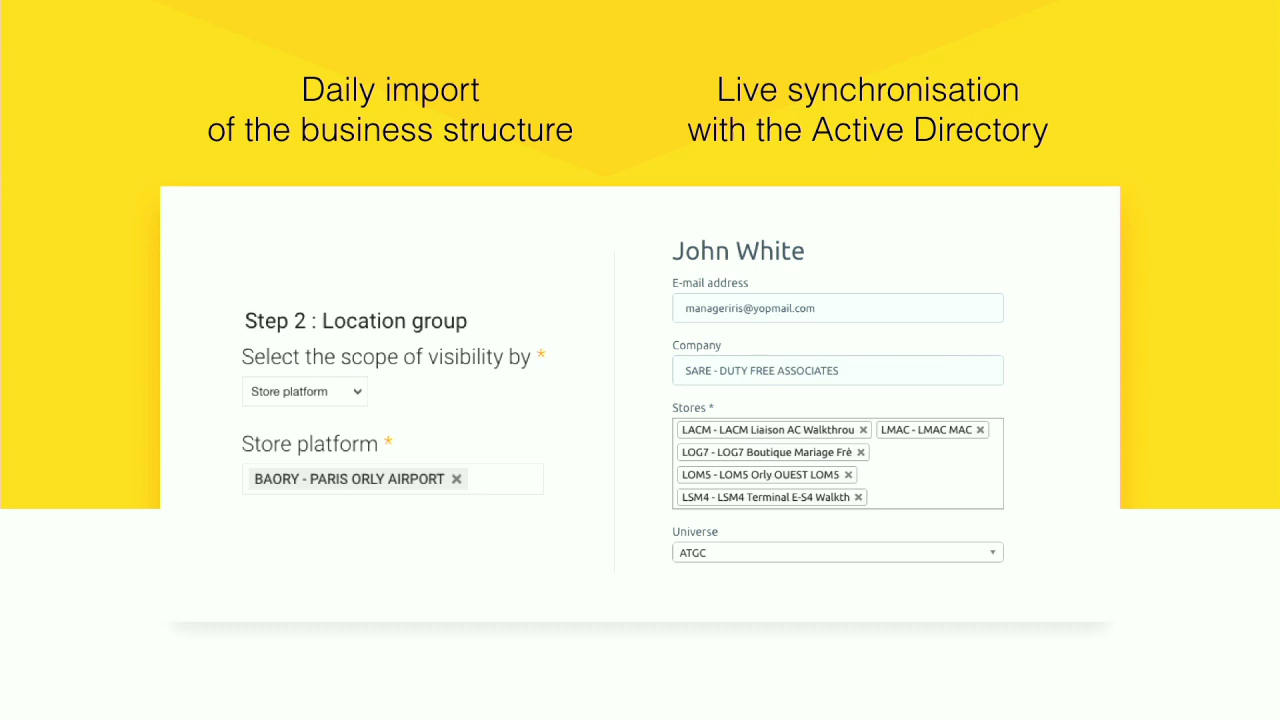 Daily import
of the business structure
Live synchronisation
with the Active Directory
Step 2 : Location group
Select the scope of visibility by *
Store platform
Store platform *
BAORY - PARIS ORLY AIRPORT ×
John White
E-mail address
manageriris@yopmail.com
Company
SARE - DUTY FREE ASSOCIATES
Stores *
LACM - LACM Liaison AC Walkthrou × LMAC - LMAC MAC ×
LOG7 - LOG7 Boutique Mariage Frè ×
LOM5 - LOM5 Orly OUEST LOM5 ×
LSM4 - LSM4 Terminal E-S4 Walkth ×
Universe
ATGC